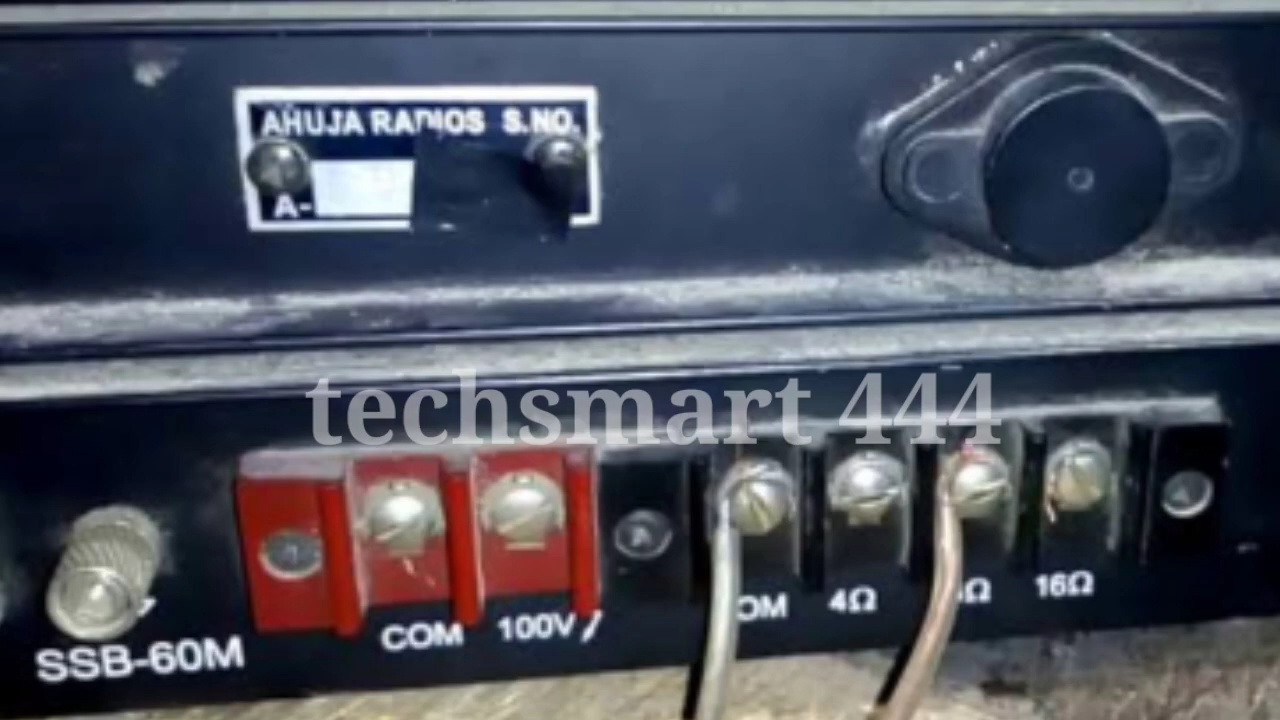 AHUJA RADIOS S.NO.
A-
techsmart 444
4Ω 16Ω
COM 100V
SSB-60M